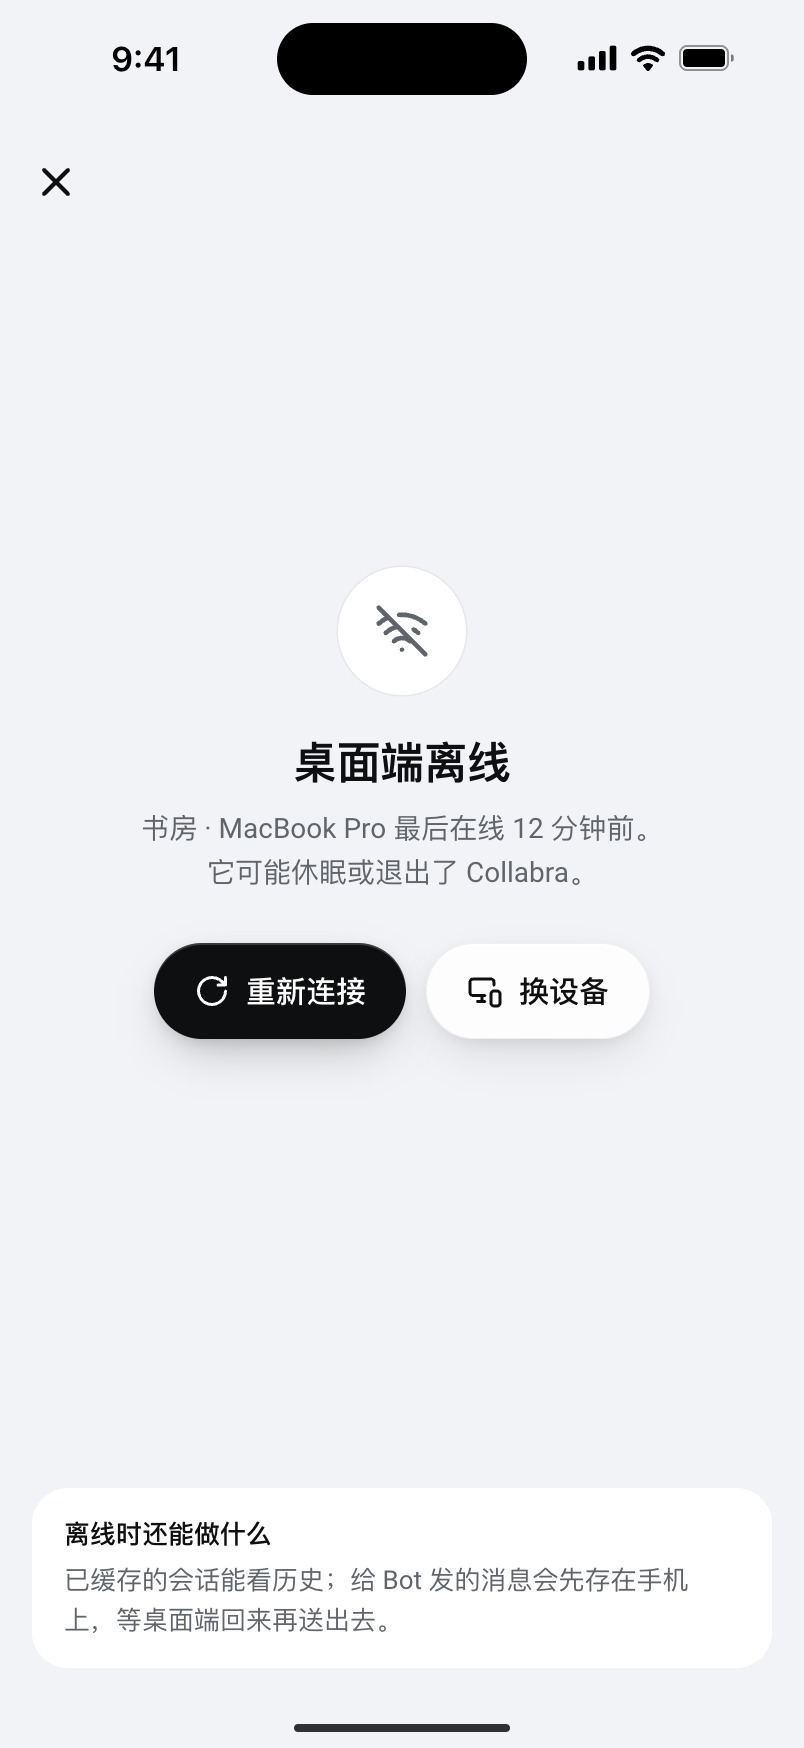 9:41
桌面端离线
书房 · MacBook Pro 最后在线 12 分钟前。
它可能休眠或退出了 Collabra。
重新连接
换设备
离线时还能做什么
已缓存的会话能看历史；给 Bot 发的消息会先存在手机
上，等桌面端回来再送出去。